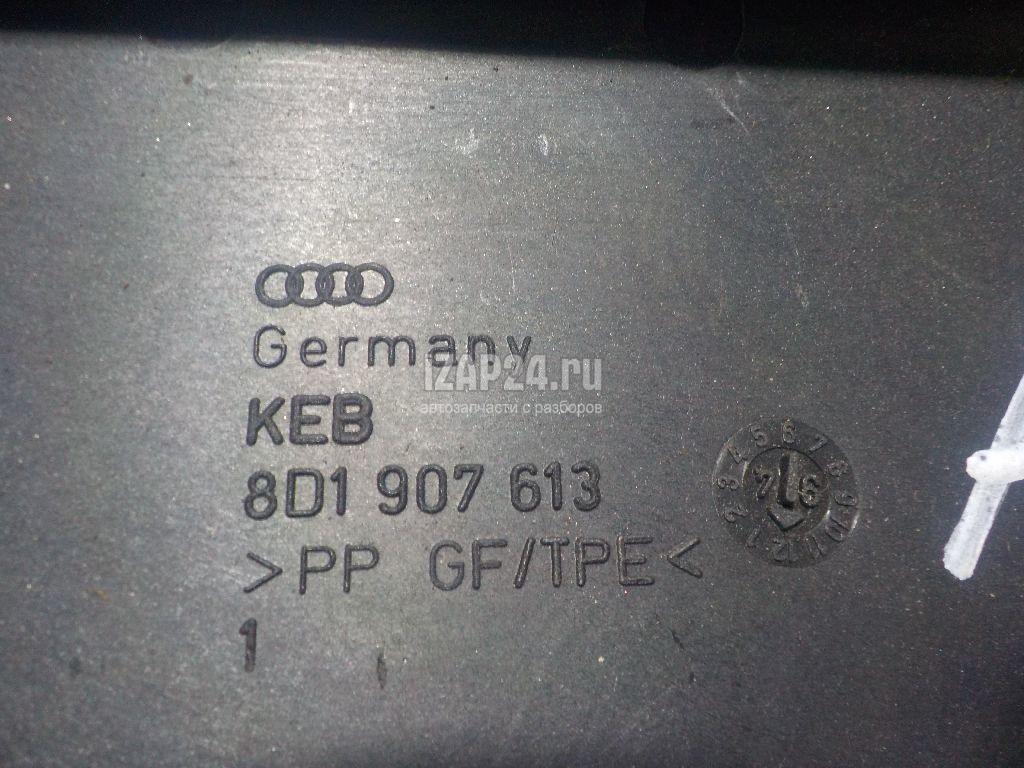 Germany
IZAP24.ru
автозапчасти с разборов
KEB
8D1 907 613
>PP GF/TPE<
1